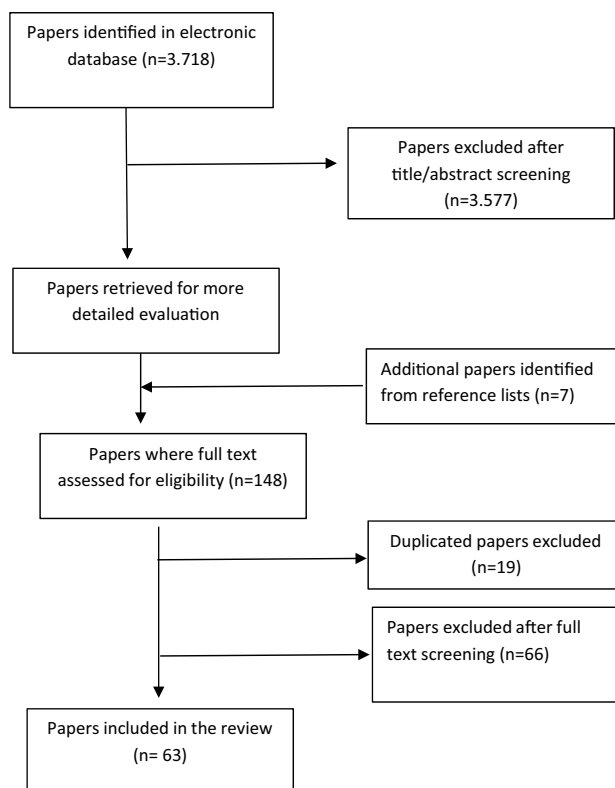 Papers identified in electronic
database (n=3.718)
Papers excluded after
title/abstract screening
(n=3.577)
Papers retrieved for more
detailed evaluation
Additional papers identified
from reference lists (n=7)
Papers where full text
assessed for eligibility (n=148)
Duplicated papers excluded
(n=19)
Papers excluded after full
text screening (n=66)
Papers included in the review
(n= 63)